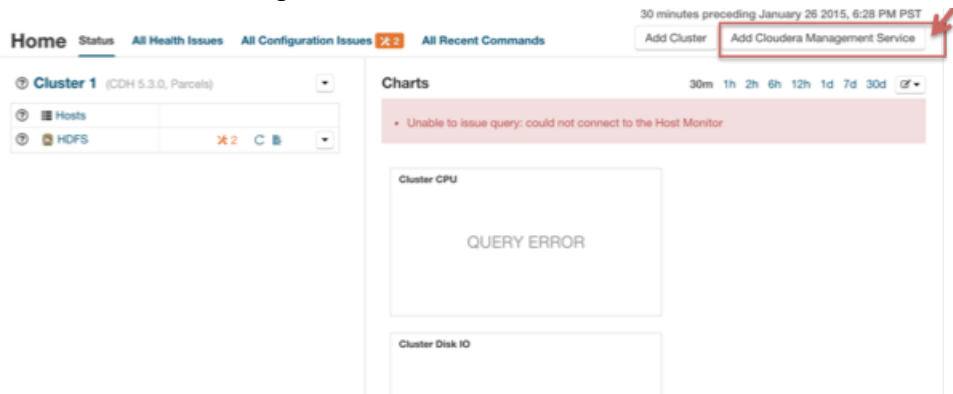 30 minutes preceding January 26 2015, 6:28 PM PST
Home Status All Health Issues All Configuration Issues 2 All Recent Commands Add Cluster Add Cloudera Management Service
Cluster 1 (CDH 5.3.0, Parcels)
Hosts
HDFS 2
Charts 30m 1h 2h 6h 12h 1d 7d 30d
Unable to issue query: could not connect to the Host Monitor
Cluster CPU
QUERY ERROR
Cluster Disk IO